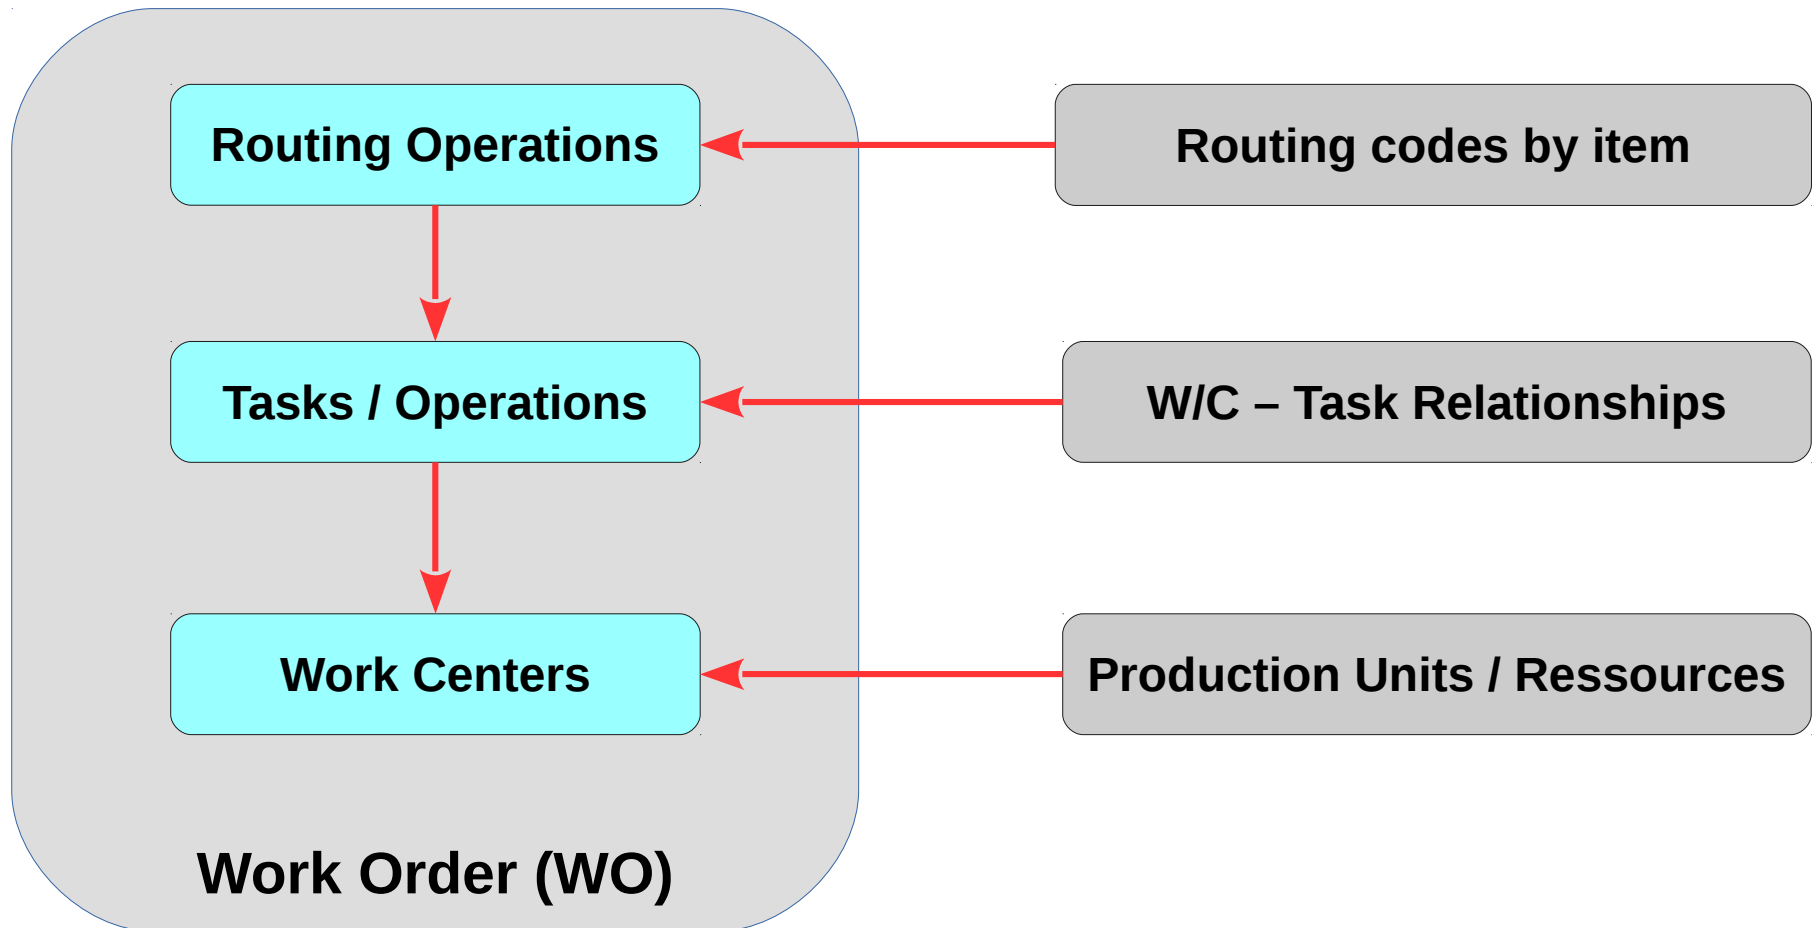 Routing Operations
Routing codes by item
Tasks / Operations
W/C – Task Relationships
Work Centers
Production Units / Ressources
Work Order (WO)